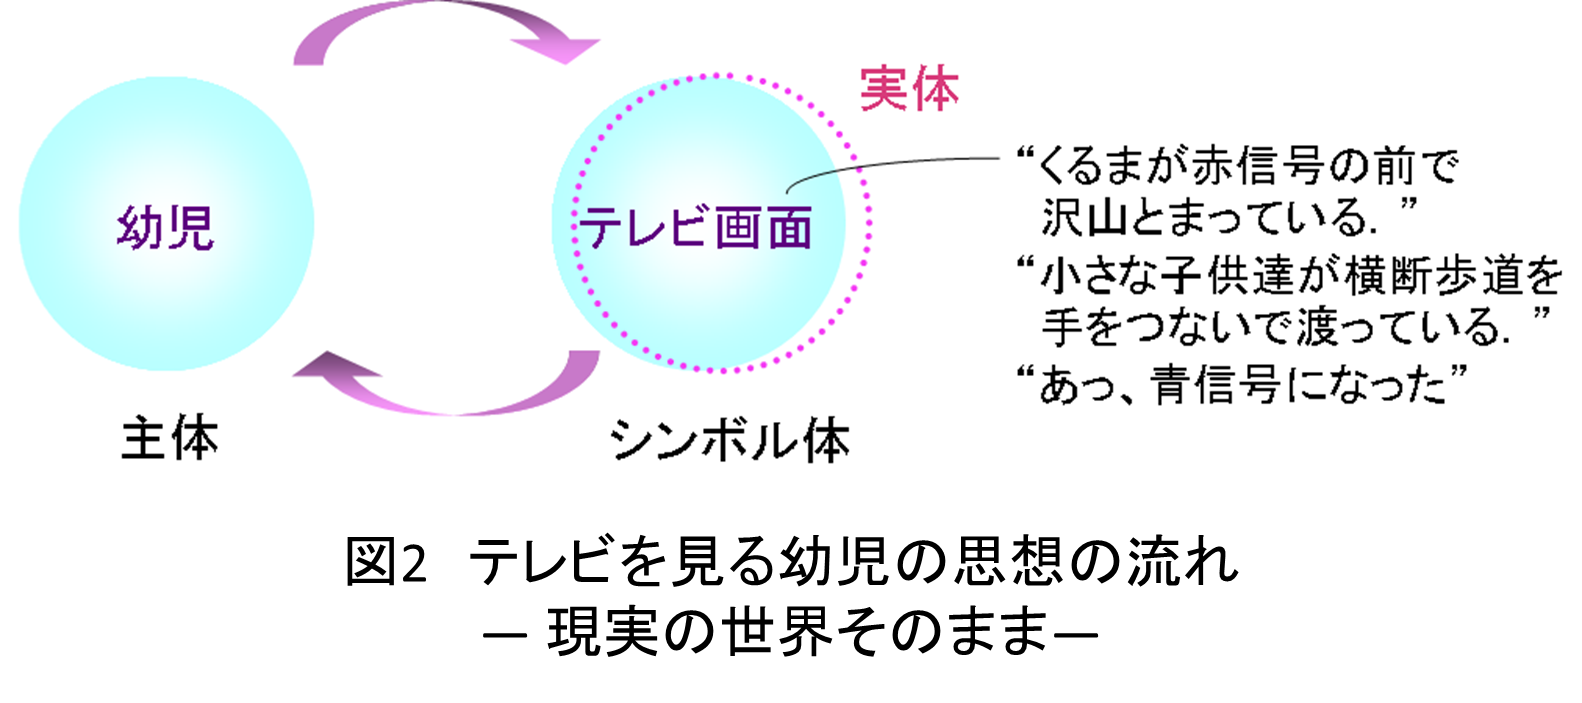 実体
幼児
テレビ画面
“くるまが赤信号の前で
沢山とまっている．”
“小さな子供達が横断歩道を
手をつないで渡っている．”
“あっ、青信号になった”
主体
シンボル体
図2　テレビを見る幼児の思想の流れ
― 現実の世界そのまま―